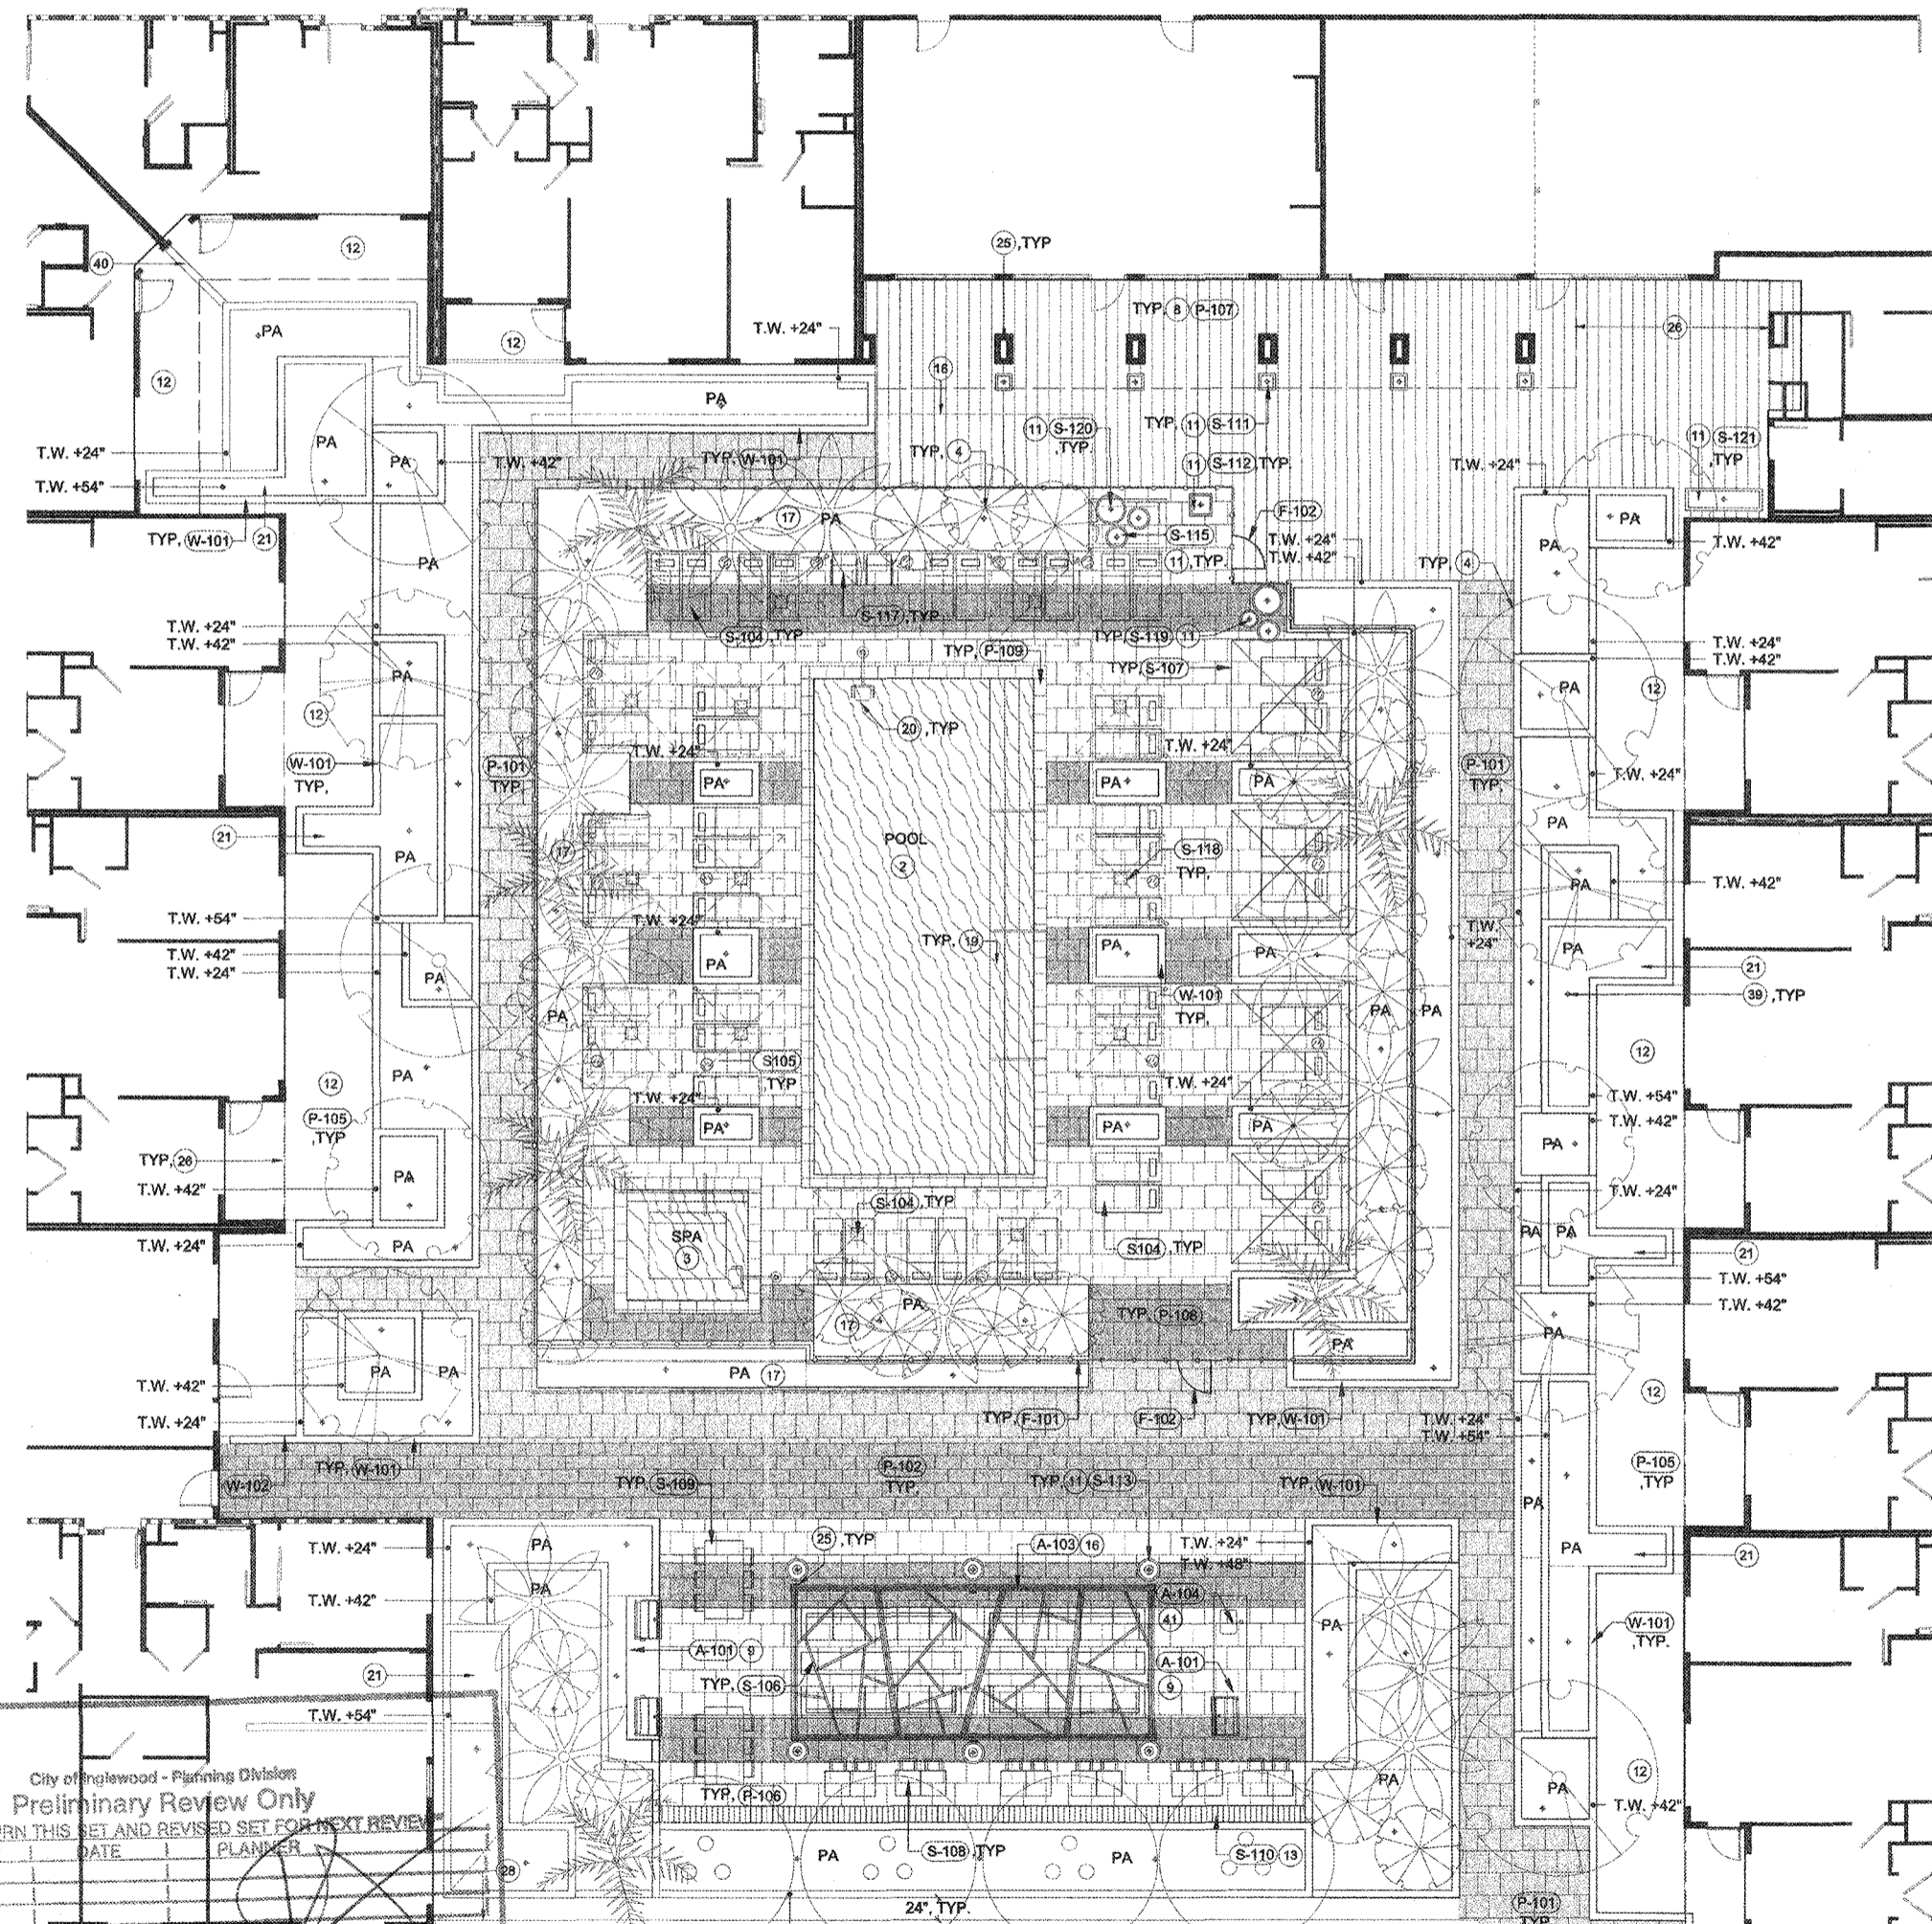 25 ,TYP
12
40
TYP, 8 P-107
PA
T.W. +24"
26
12
12
16
PA
TYP, 11 S-111
11 S-120
,TYP.
11 S-121
,TYP
PA
TYP, W-101
TYP, 4
11 S-112 ,TYP.
T.W. +24"
T.W. +24"
PA
T.W. +42"
T.W. +54"
17
PA
F-102
PA
TYP, W-101
21
S-115
T.W. +24"
T.W. +42"
PA
T.W. +42"
PA
11 ,TYP.
TYP, 4
S-117 ,TYP.
T.W. +24"
T.W. +42"
S-104 ,TYP
TYP, S-119 11
T.W. +24"
T.W. +42"
TYP, P-109
TYP, S-107
PA
PA
12
12
20 ,TYP
T.W. +24"
T.W. +24"
W-101
TYP,
P-101
TYP,
P-101
TYP,
T.W. +24"
PA
PA
PA
21
POOL
2
S-118
TYP,
PA
PA
17
PA
T.W. +42"
T.W. +54"
T.W. +24"
T.W.
+24"
T.W. +42"
T.W. +24"
TYP, 19
PA
PA
PA
PA
PA
21
W-101
TYP,
39 ,TYP
PA
PA
PA
12
S105
TYP
12
PA
T.W. +24"
T.W. +24"
T.W. +54"
P-105
,TYP
T.W. +42"
PA
PA
PA
PA
TYP, 26
PA
T.W. +42"
T.W. +24"
S-104 ,TYP
PA
PA
T.W. +24"
PA
SPA
3
S104 ,TYP
21
T.W. +54"
T.W. +42"
PA
17
TYP, P-106
PA
PA
PA
PA
PA
17
T.W. +42"
12
T.W. +24"
TYP, F-101
F-102
TYP, W-101
T.W. +24"
T.W. +54"
W-102
TYP, W-101
TYP, S-109
P-102
TYP.
TYP, 11 S-113
TYP, W-101
P-105
,TYP
PA
25 ,TYP
A-103 16
T.W. +24"
T.W. +48"
T.W. +24"
PA
PA
21
PA
T.W. +42"
A-104
41
PA
W-101
,TYP.
A-101 9
A-101
9
21
TYP, S-106
T.W. +54"
City of Inglewood - Planning Division
Preliminary Review Only
RN THIS SET AND REVISED SET FOR NEXT REVIEW
DATE PLANNER
TYP, P-106
PA
PA
12
T.W. +42"
28
PA
S-108 ,TYP
PA
S-110 13
24", TYP.
P-101
TYP